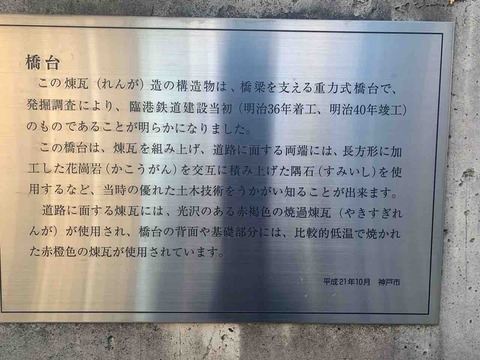 橋台
この煉瓦(れんが)造の構造物は、橋梁を支える重力式橋台で、
発掘調査により、臨港鉄道建設当初(明治36年着工、明治40年竣工)
のものであることが明らかになりました。
この橋台は、煉瓦を組み上げ、道路に面する両端には、長方形に加
工した花崗岩(かこうがん)を交互に積み上げた隅石(すみいし)を使
用するなど、当時の優れた土木技術をうかがい知ることが出来ます。
道路に面する煉瓦には、光沢のある赤褐色の焼過煉瓦(やきすぎれ
んが)が使用され、橋台の背面や基礎部分には、比較的低温で焼かれ
た赤橙色の煉瓦が使用されています。
平成21年10月 神戸市